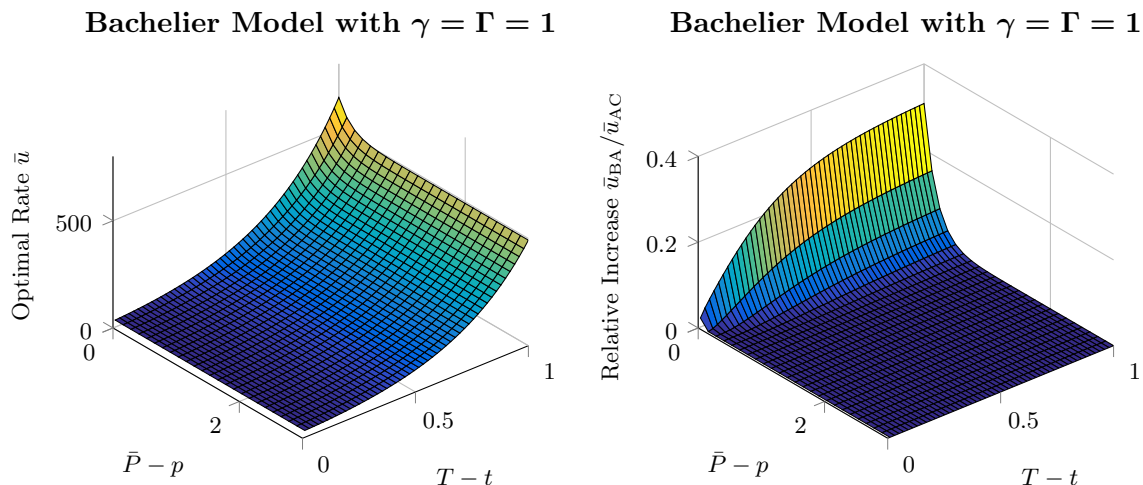 Bachelier Model with γ = Γ = 1
Optimal Rate ū
500
0
0
2
P̄ − p
0
0.5
1
T − t
Bachelier Model with γ = Γ = 1
Relative Increase ū_BA/ū_AC
0.4
0.2
0
0
2
P̄ − p
0
0.5
1
T − t